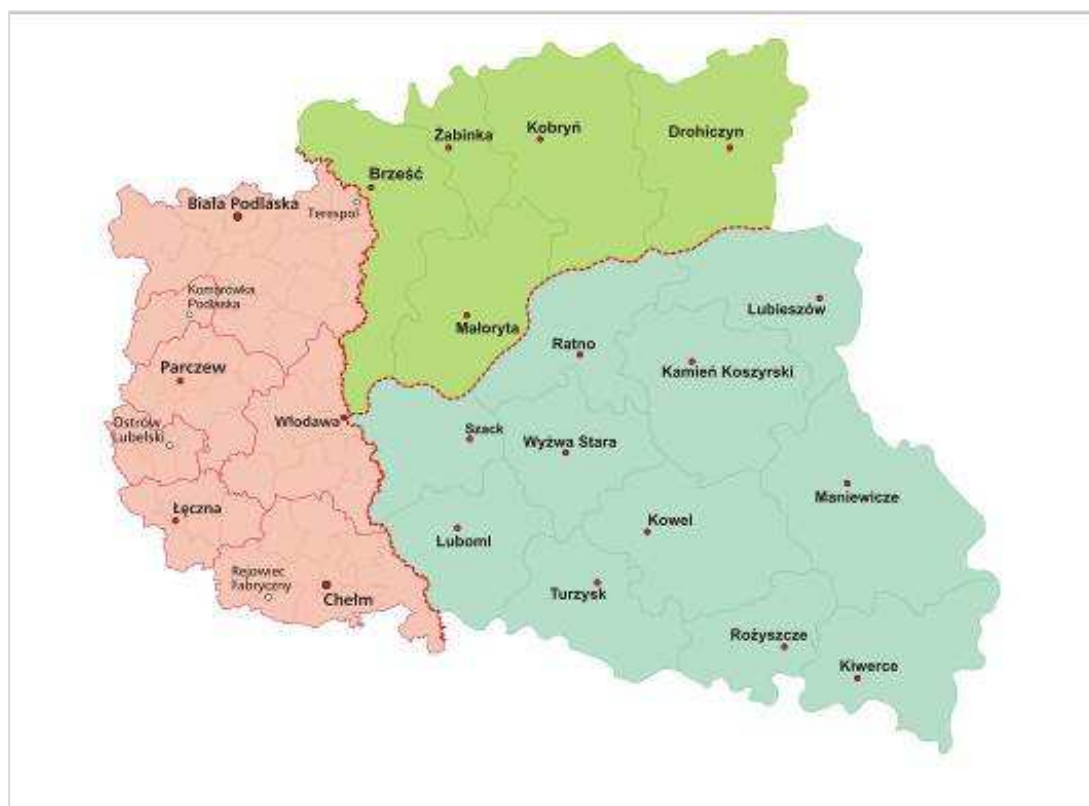 Żabinka
Kobryń
Drohiczyn
Brześć
Biała Podlaska
Terespol
Komarówka
Podlaska
Lubieszów
Małoryta
Ratno
Kamień Koszyrski
Parczew
Ostrów
Lubelski
Włodawa
Szack
Wyżwa Stara
Maniewicze
Łęczna
Luboml
Kowel
Rejowiec
Fabryczny
Chełm
Turzysk
Rożyszcze
Kiwerce